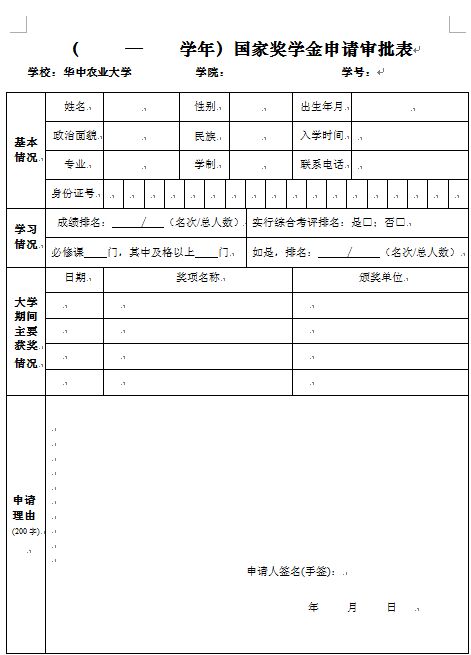 （ — 学年）国家奖学金申请审批表
学校：华中农业大学 学院： 学号：
基本情况
姓名 性别 出生年月
政治面貌 民族 入学时间
专业 学制 联系电话
身份证号
学习情况
成绩排名： / （名次/总人数） 实行综合考评排名：是□；否□
必修课____门，其中及格以上____门 如是，排名： / （名次/总人数）
大学期间主要获奖情况
日期 奖项名称 颁奖单位
申请理由
(200字)
申请人签名(手签)：
年 月 日